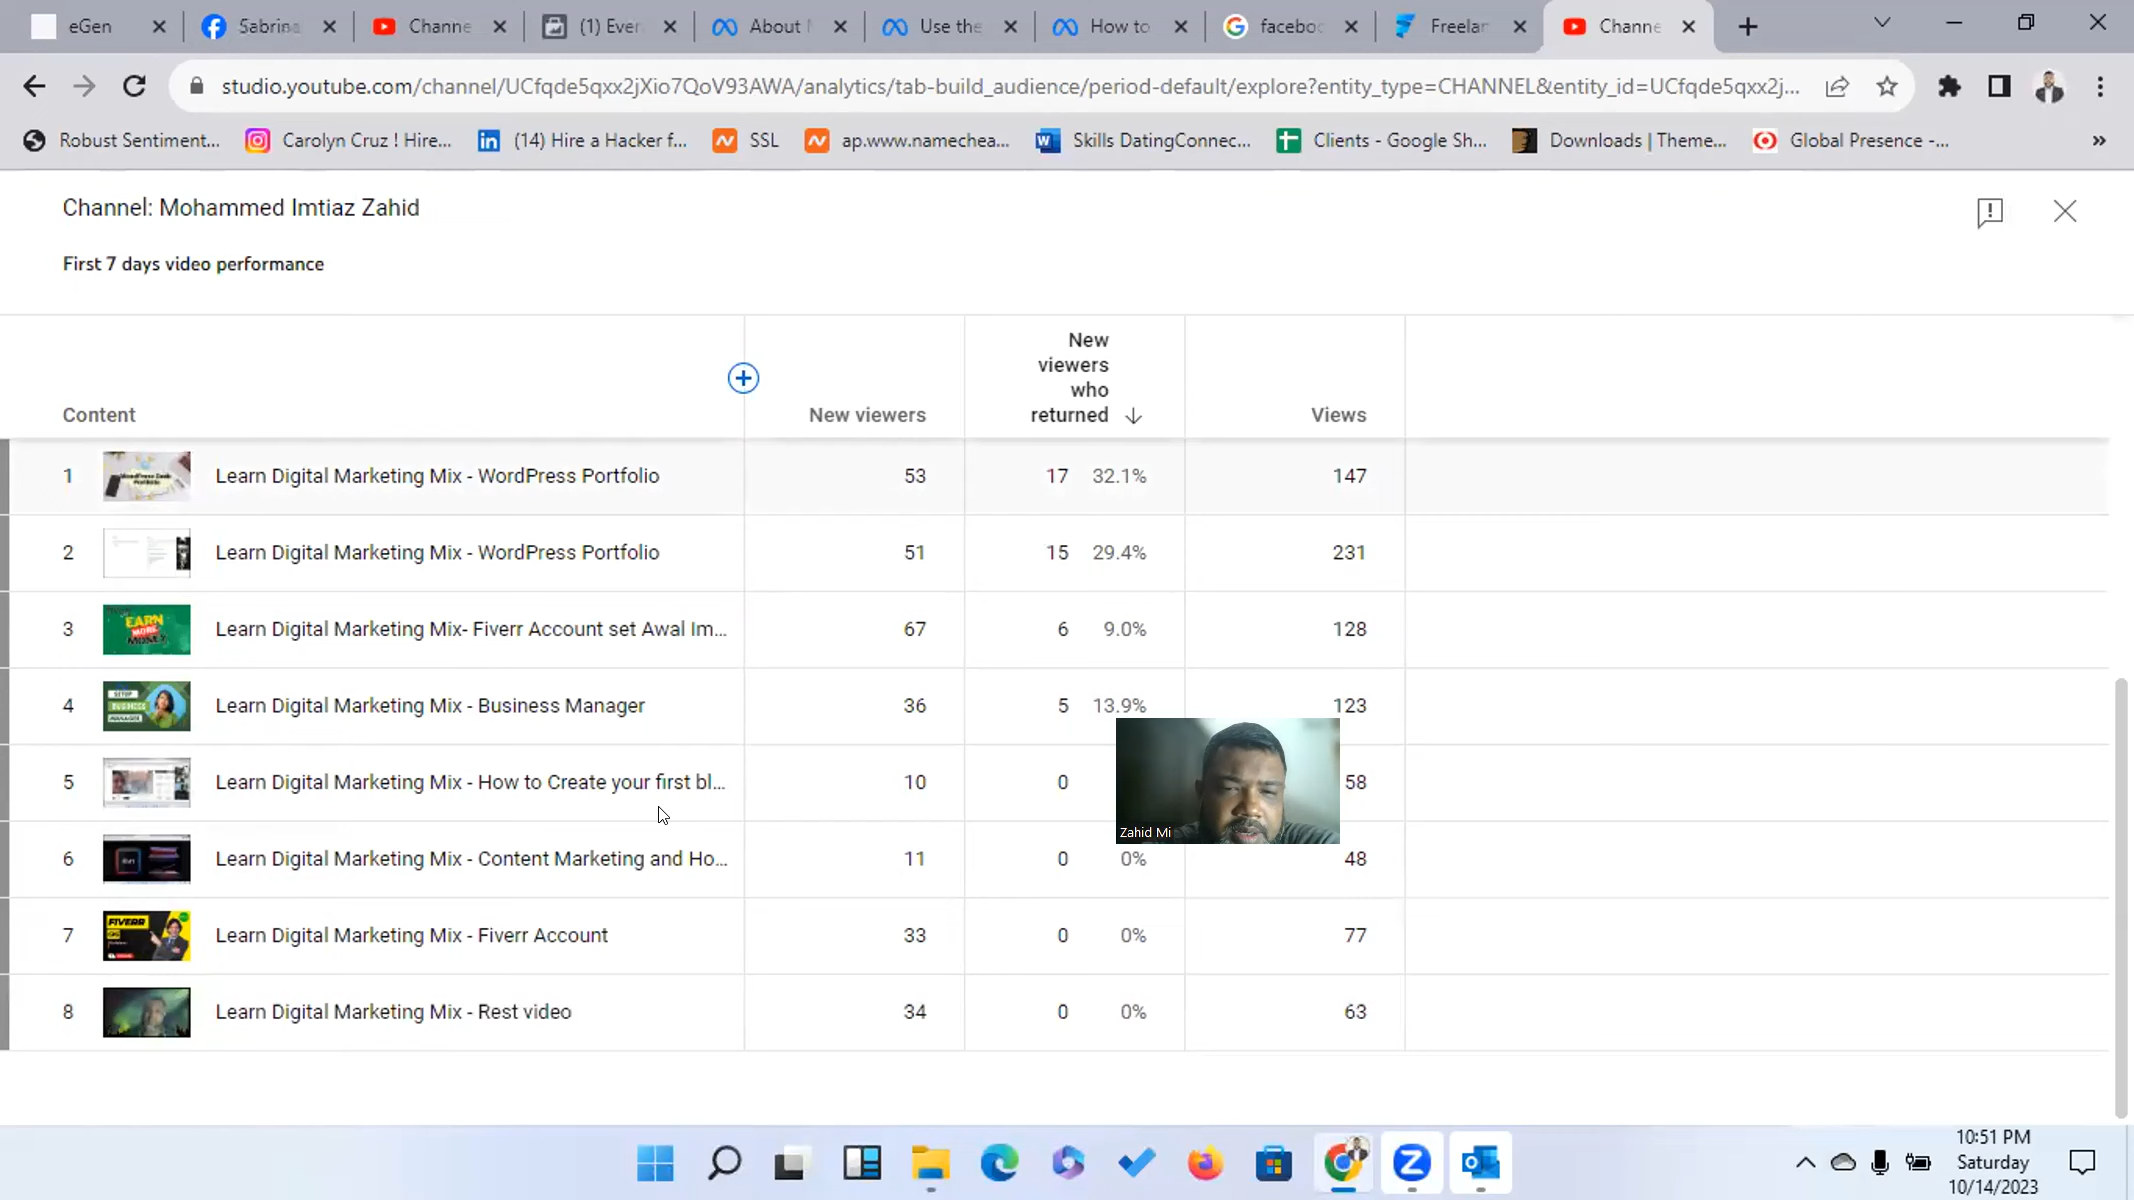 eGen Sabrina Channe (1) Ever About Use the How to facebo Freelan Channe
studio.youtube.com/channel/UCfqde5qxx2jXio7QoV93AWA/analytics/tab-build_audience/period-default/explore?entity_type=CHANNEL&entity_id=UCfqde5qxx2j...
Robust Sentiment... Carolyn Cruz ! Hire... (14) Hire a Hacker f... SSL ap.www.namechea... Skills DatingConnec... Clients - Google Sh... Downloads | Theme... Global Presence -...
Channel: Mohammed Imtiaz Zahid
First 7 days video performance
Content New viewers New viewers who returned Views
1 Learn Digital Marketing Mix - WordPress Portfolio 53 17 32.1% 147
2 Learn Digital Marketing Mix - WordPress Portfolio 51 15 29.4% 231
EARN MORE MONEY
3 Learn Digital Marketing Mix- Fiverr Account set Awal Im... 67 6 9.0% 128
SETUP BUSINESS MANAGER
4 Learn Digital Marketing Mix - Business Manager 36 5 13.9% 123
5 Learn Digital Marketing Mix - How to Create your first bl... 10 0 58
Zahid Mi
6 Learn Digital Marketing Mix - Content Marketing and Ho... 11 0 0% 48
FIVERR
7 Learn Digital Marketing Mix - Fiverr Account 33 0 0% 77
8 Learn Digital Marketing Mix - Rest video 34 0 0% 63
10:51 PM
Saturday
10/14/2023